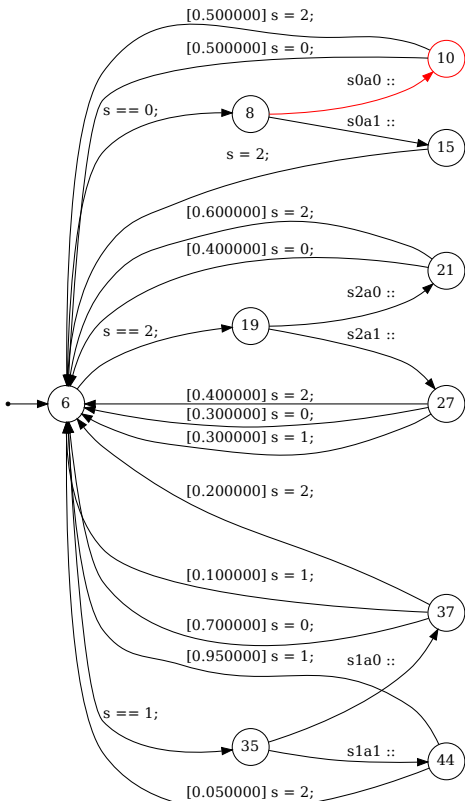 [0.500000] s = 2;
[0.500000] s = 0;
10
s0a0 ::
s == 0;
8
s0a1 ::
15
s = 2;
[0.600000] s = 2;
[0.400000] s = 0;
21
s2a0 ::
s == 2;
19
s2a1 ::
6
[0.400000] s = 2;
27
[0.300000] s = 0;
[0.300000] s = 1;
[0.200000] s = 2;
[0.100000] s = 1;
37
[0.700000] s = 0;
[0.950000] s = 1;
s1a0 ::
s == 1;
35
s1a1 ::
44
[0.050000] s = 2;